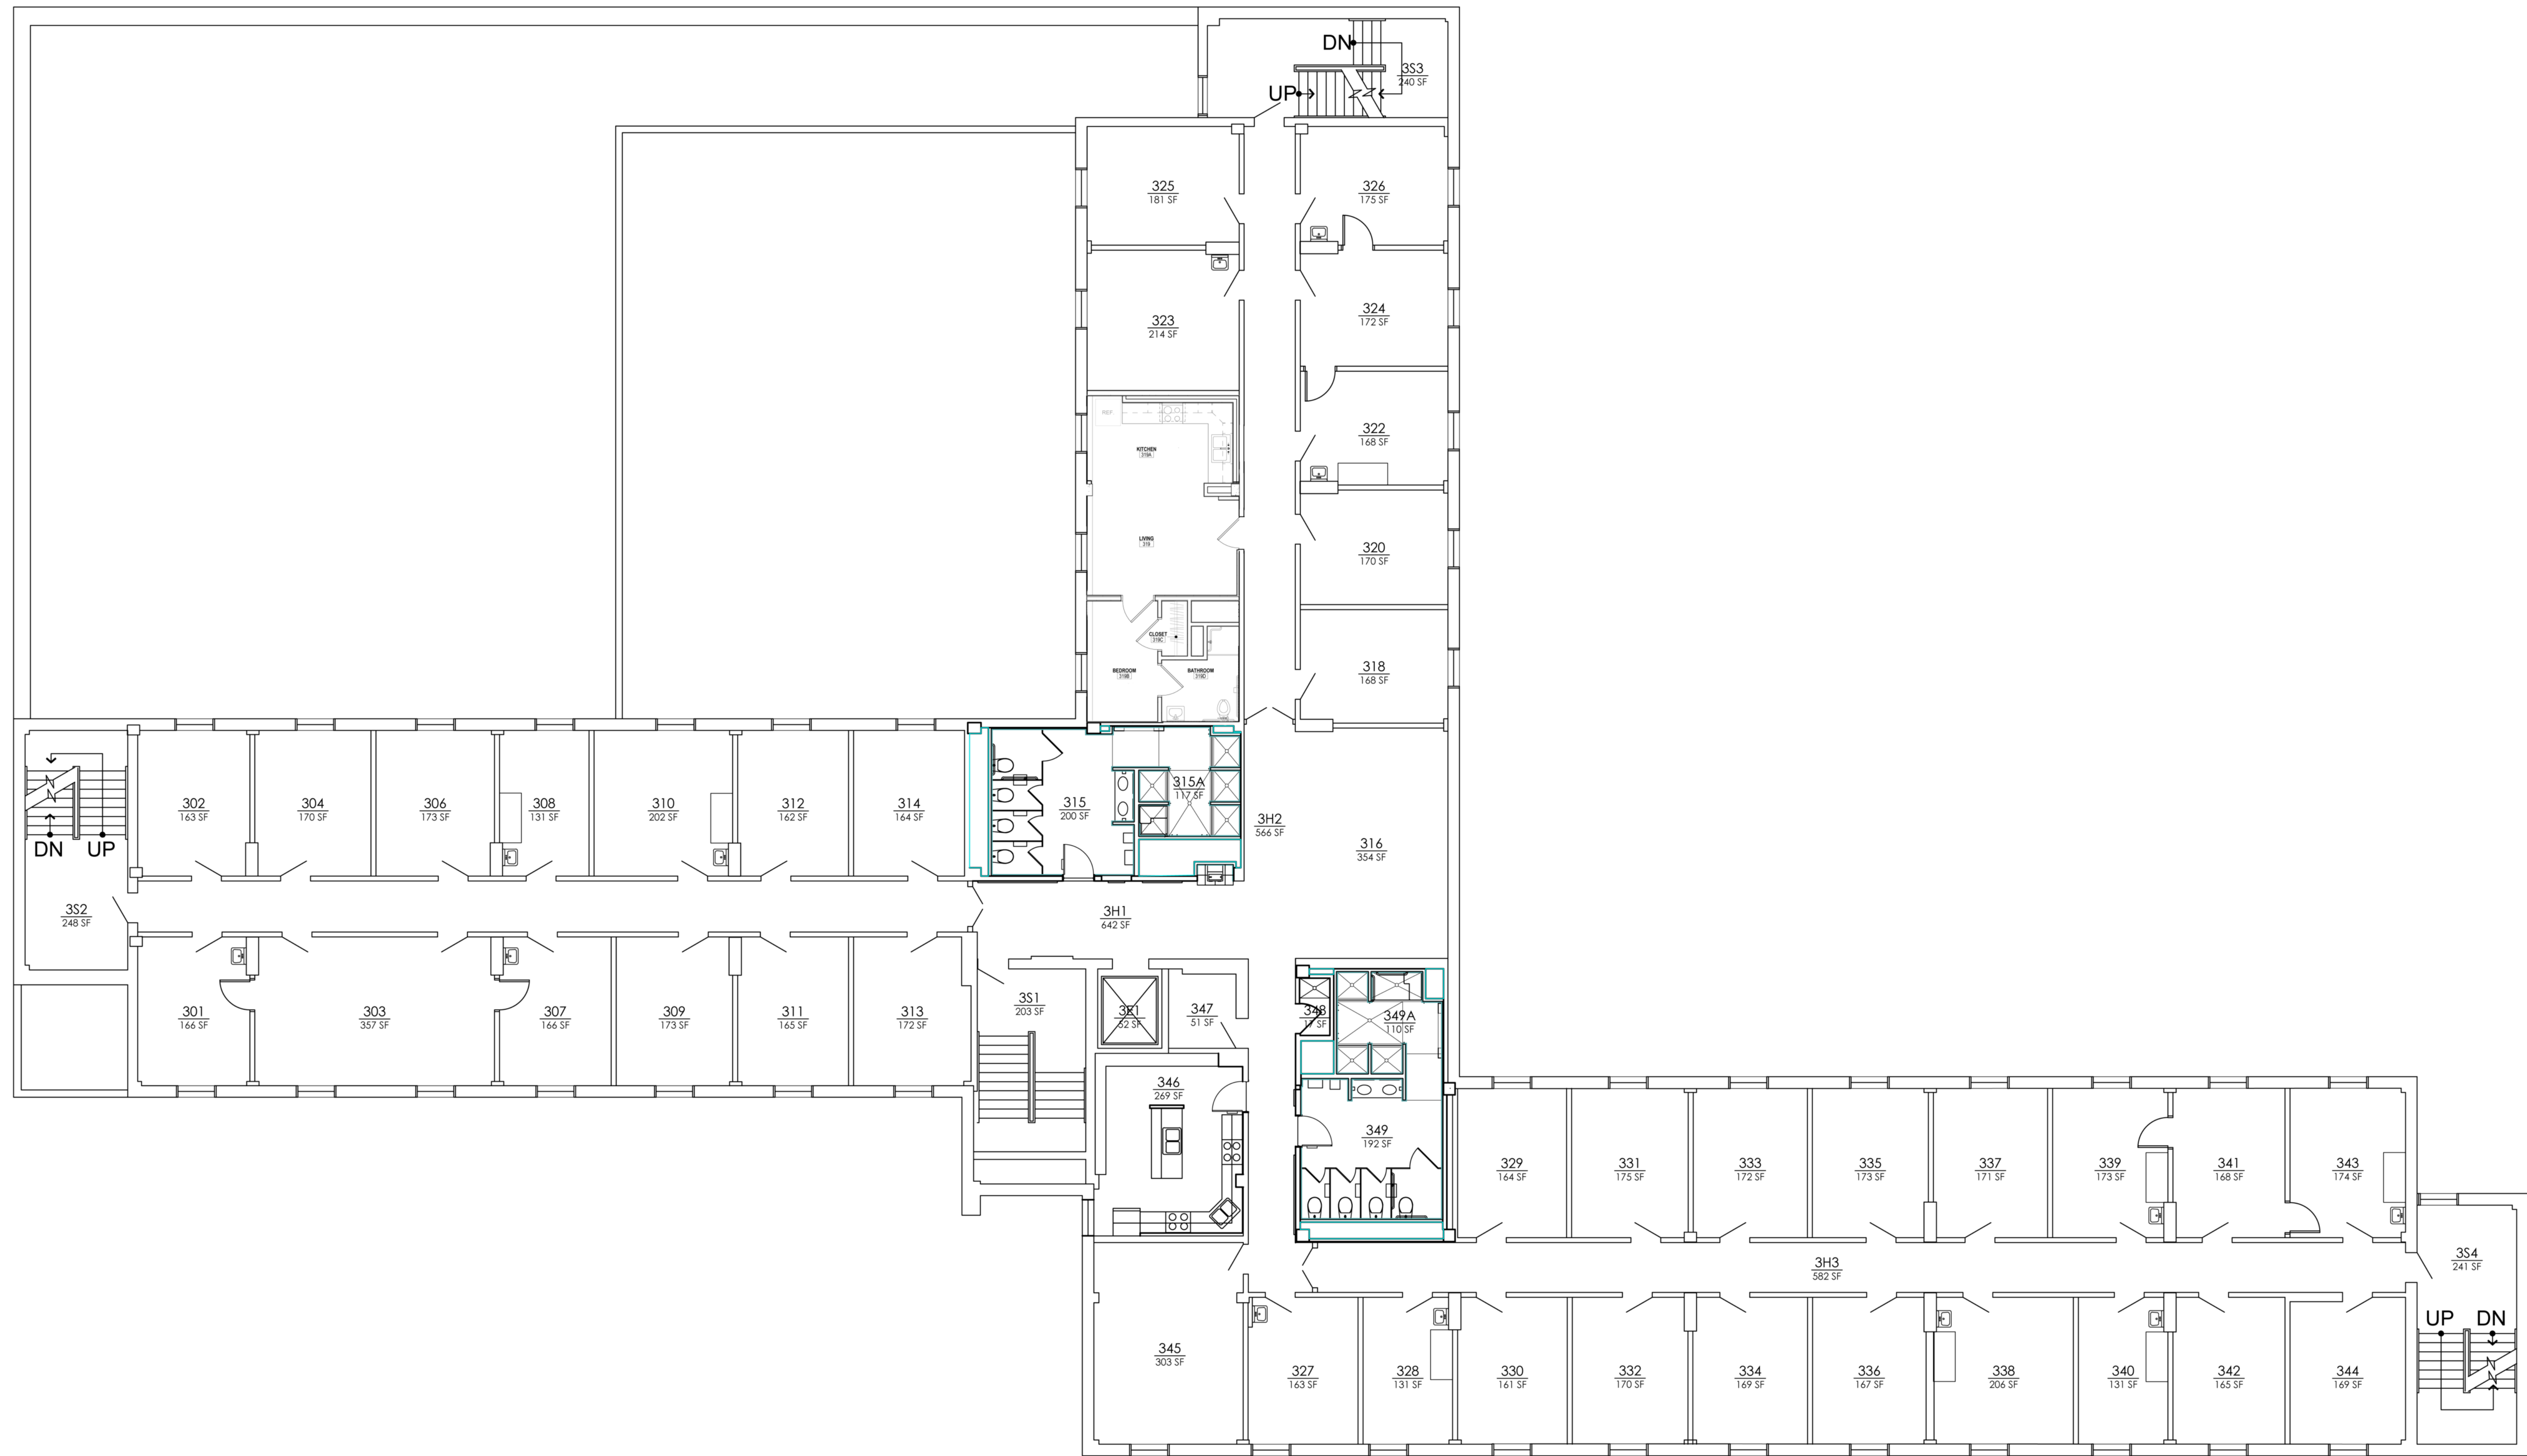 DN
3S3
240 SF
UP
325
181 SF
326
175 SF
323
214 SF
324
172 SF
REF.
KITCHEN
319A
322
168 SF
LIVING
319
320
170 SF
CLOSET
319C
BEDROOM
319B
BATHROOM
319D
318
168 SF
302
163 SF
304
170 SF
306
173 SF
308
131 SF
310
202 SF
312
162 SF
314
164 SF
315
200 SF
315A
117 SF
3H2
566 SF
316
354 SF
DN UP
3S2
248 SF
3H1
642 SF
301
166 SF
303
357 SF
307
166 SF
309
173 SF
311
165 SF
313
172 SF
3S1
203 SF
3E1
52 SF
347
51 SF
348
17 SF
349A
110 SF
346
269 SF
349
192 SF
329
164 SF
331
175 SF
333
172 SF
335
173 SF
337
171 SF
339
173 SF
341
168 SF
343
174 SF
3H3
582 SF
3S4
241 SF
UP DN
345
303 SF
327
163 SF
328
131 SF
330
161 SF
332
170 SF
334
169 SF
336
167 SF
338
206 SF
340
131 SF
342
165 SF
344
169 SF